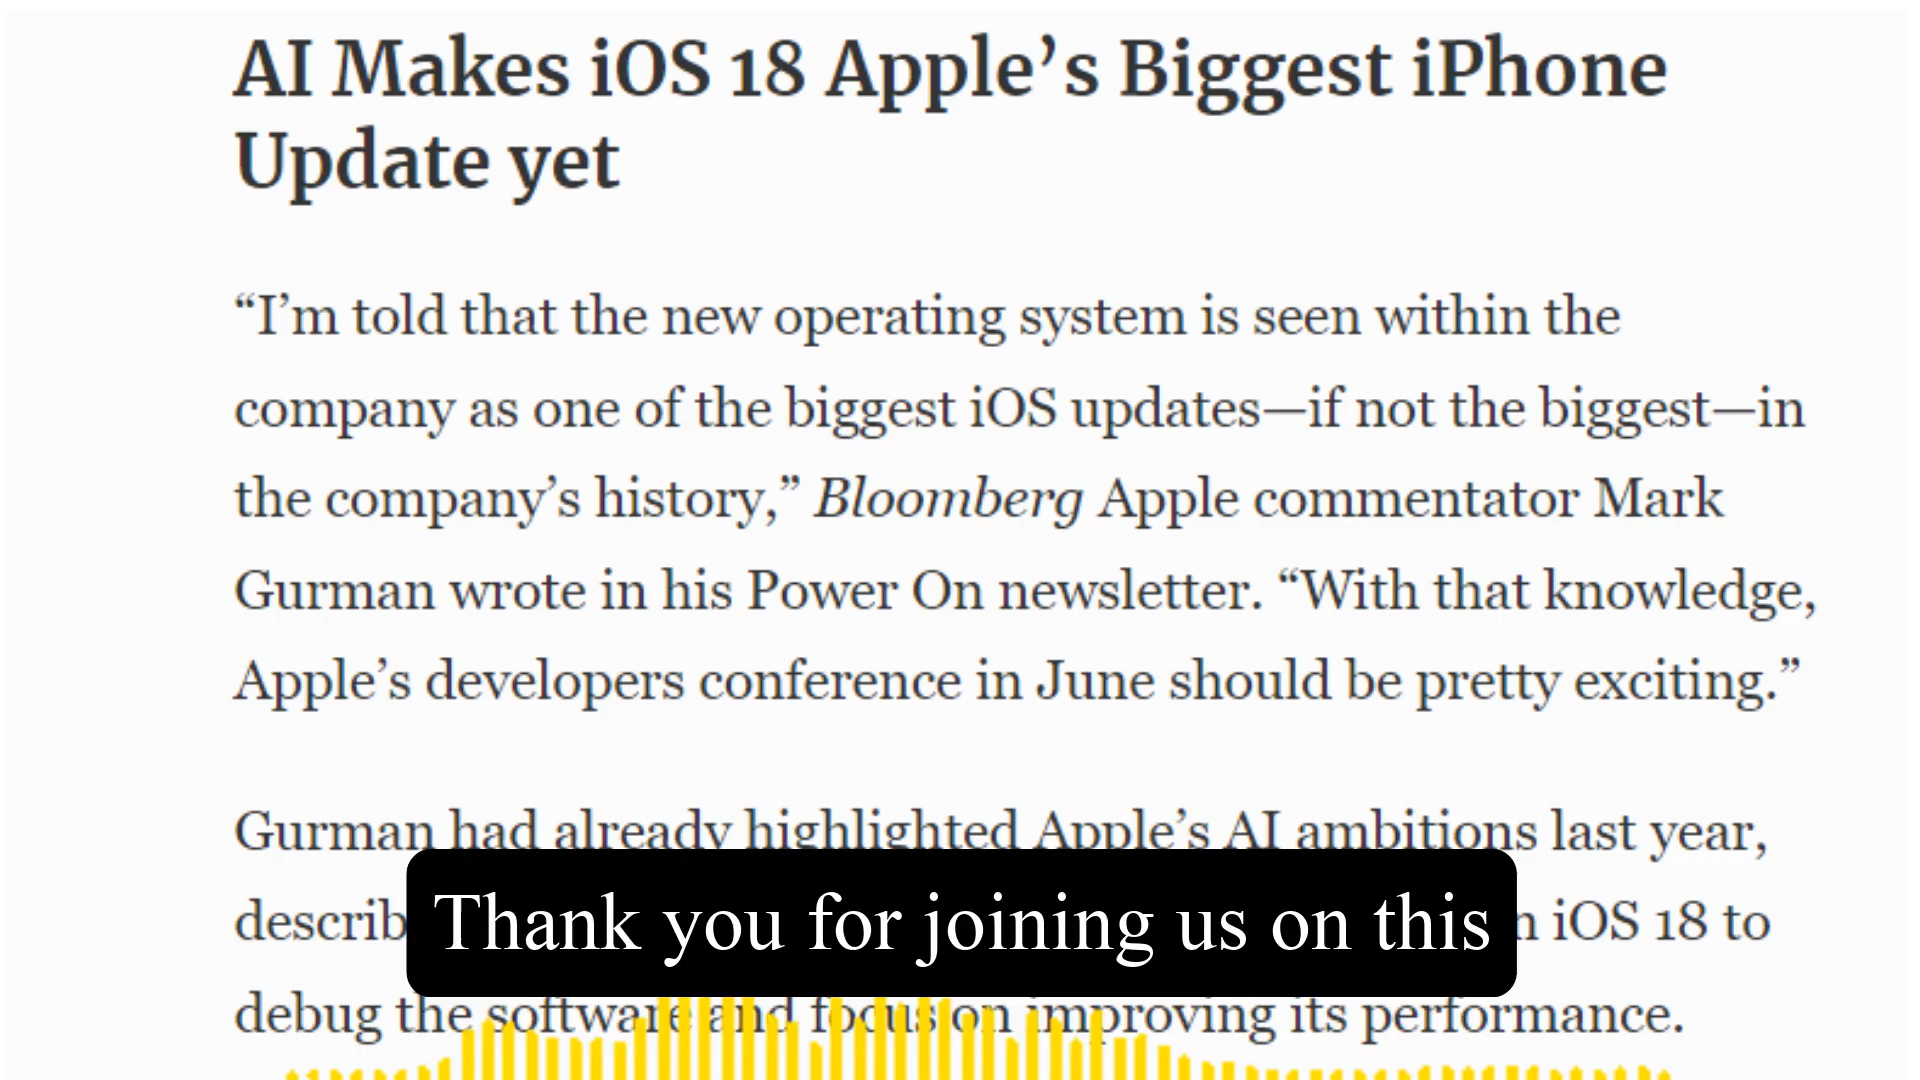 AI Makes iOS 18 Apple’s Biggest iPhone
Update yet
“I’m told that the new operating system is seen within the
company as one of the biggest iOS updates—if not the biggest—in
the company’s history,” Bloomberg Apple commentator Mark
Gurman wrote in his Power On newsletter. “With that knowledge,
Apple’s developers conference in June should be pretty exciting.”
Gurman had already highlighted Apple’s AI ambitions last year,
iOS 18 to
Thank you for joining us on this
debug the software and focus on improving its performance.